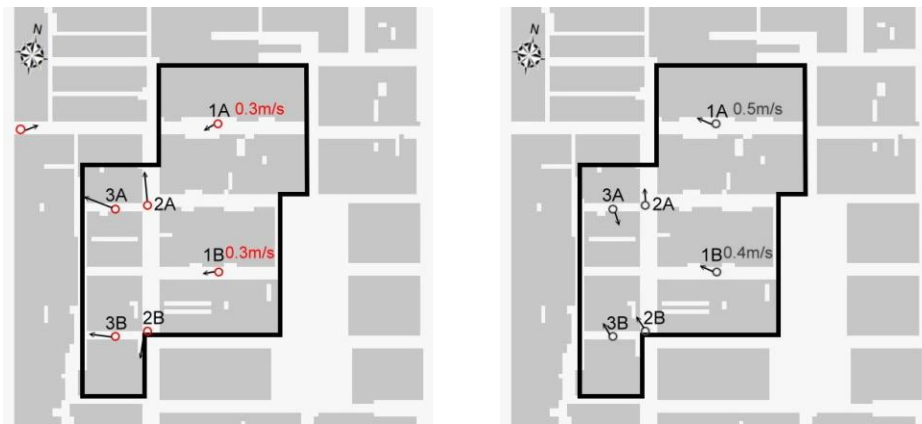 N
1A 0.3m/s
3A
2A
1B 0.3m/s
3B
2B
N
1A 0.5m/s
3A
2A
1B 0.4m/s
3B
2B